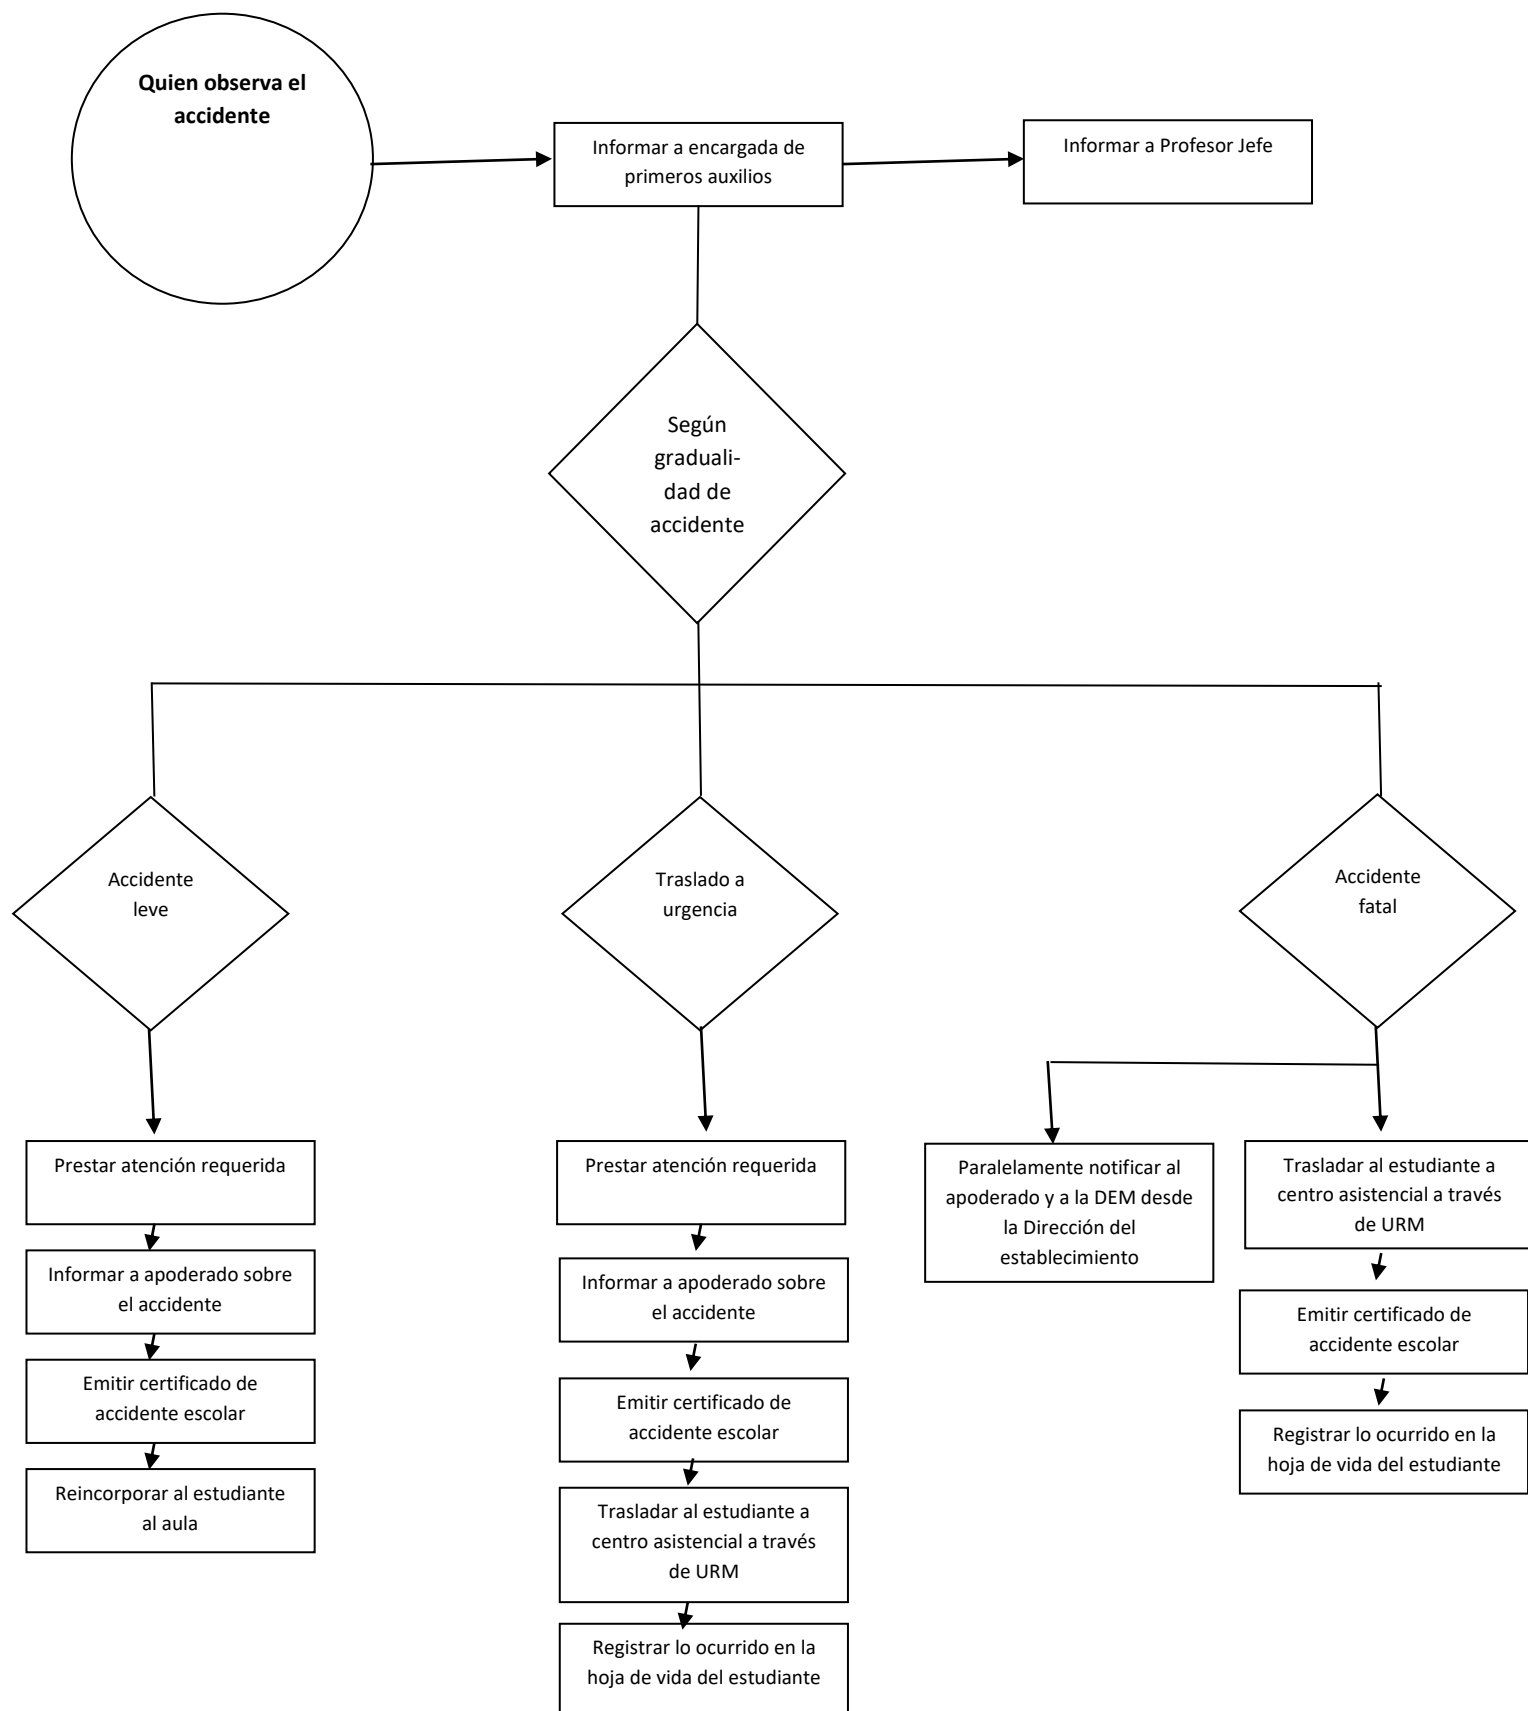 Quien observa el
accidente
Informar a encargada de
primeros auxilios
Informar a Profesor Jefe
Según
graduali-
dad de
accidente
Accidente
leve
Traslado a
urgencia
Accidente
fatal
Prestar atención requerida
Informar a apoderado sobre
el accidente
Emitir certificado de
accidente escolar
Reincorporar al estudiante
al aula
Prestar atención requerida
Informar a apoderado sobre
el accidente
Emitir certificado de
accidente escolar
Trasladar al estudiante a
centro asistencial a través
de URM
Registrar lo ocurrido en la
hoja de vida del estudiante
Paralelamente notificar al
apoderado y a la DEM desde
la Dirección del
establecimiento
Trasladar al estudiante a
centro asistencial a través
de URM
Emitir certificado de
accidente escolar
Registrar lo ocurrido en la
hoja de vida del estudiante